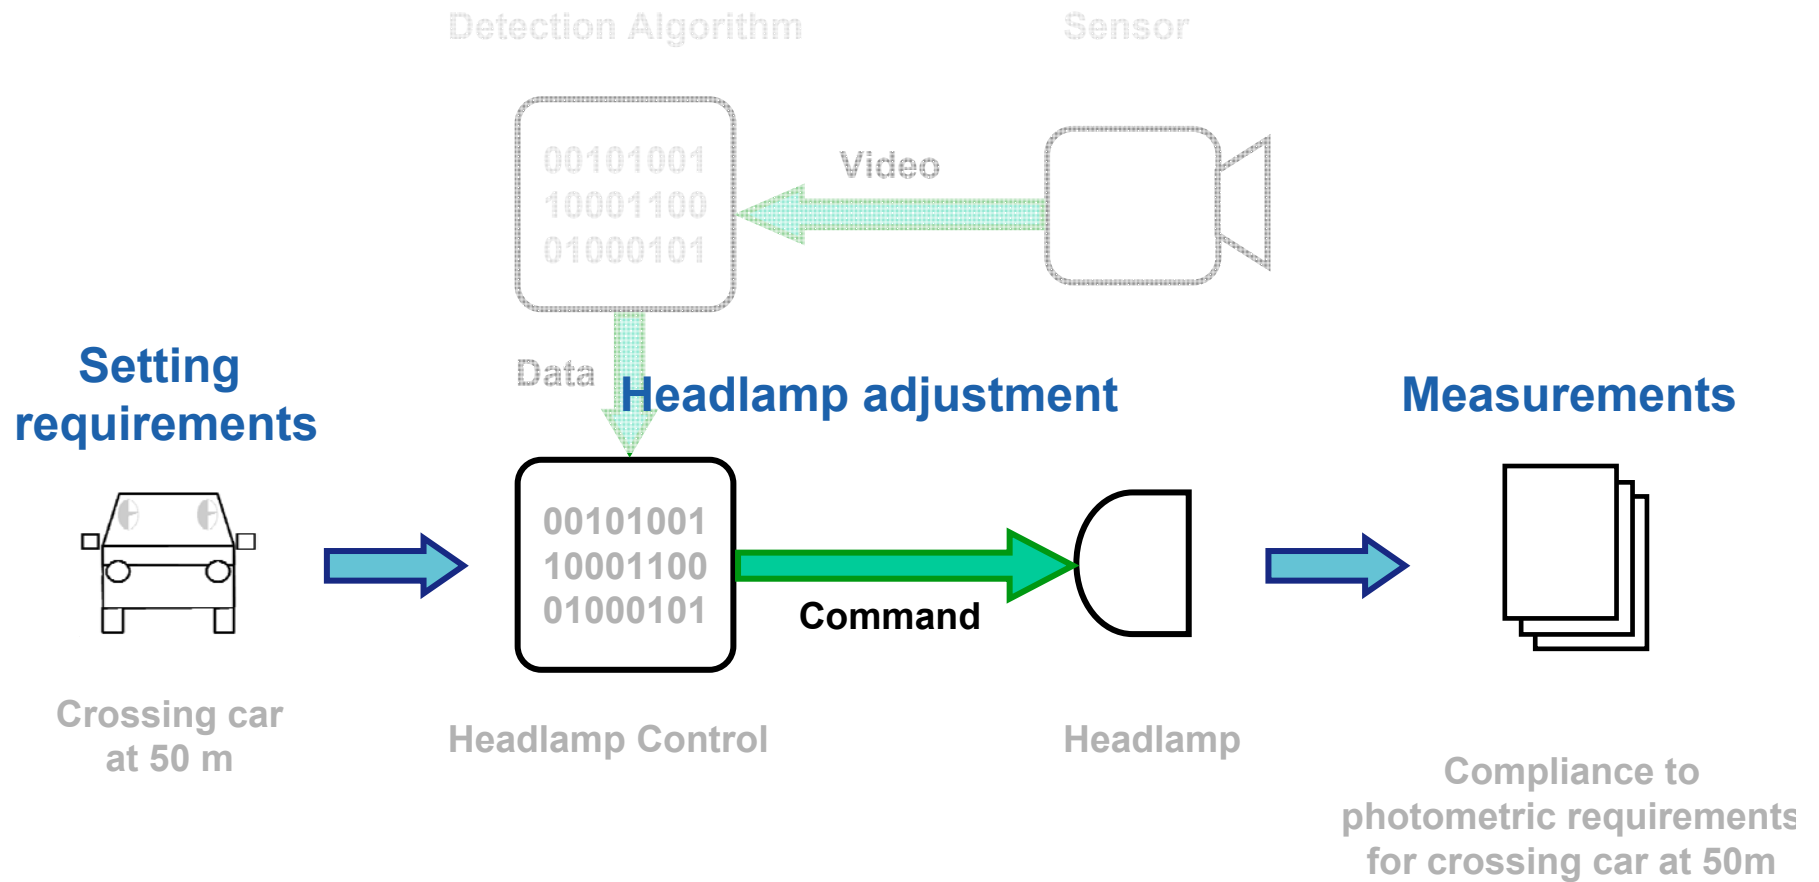 Detection Algorithm
Sensor
00101001
10001100
01000101
Video
Data
Setting
requirements
Headlamp adjustment
Measurements
00101001
10001100
01000101
Command
Crossing car
at 50 m
Headlamp Control
Headlamp
Compliance to
photometric requirements
for crossing car at 50m